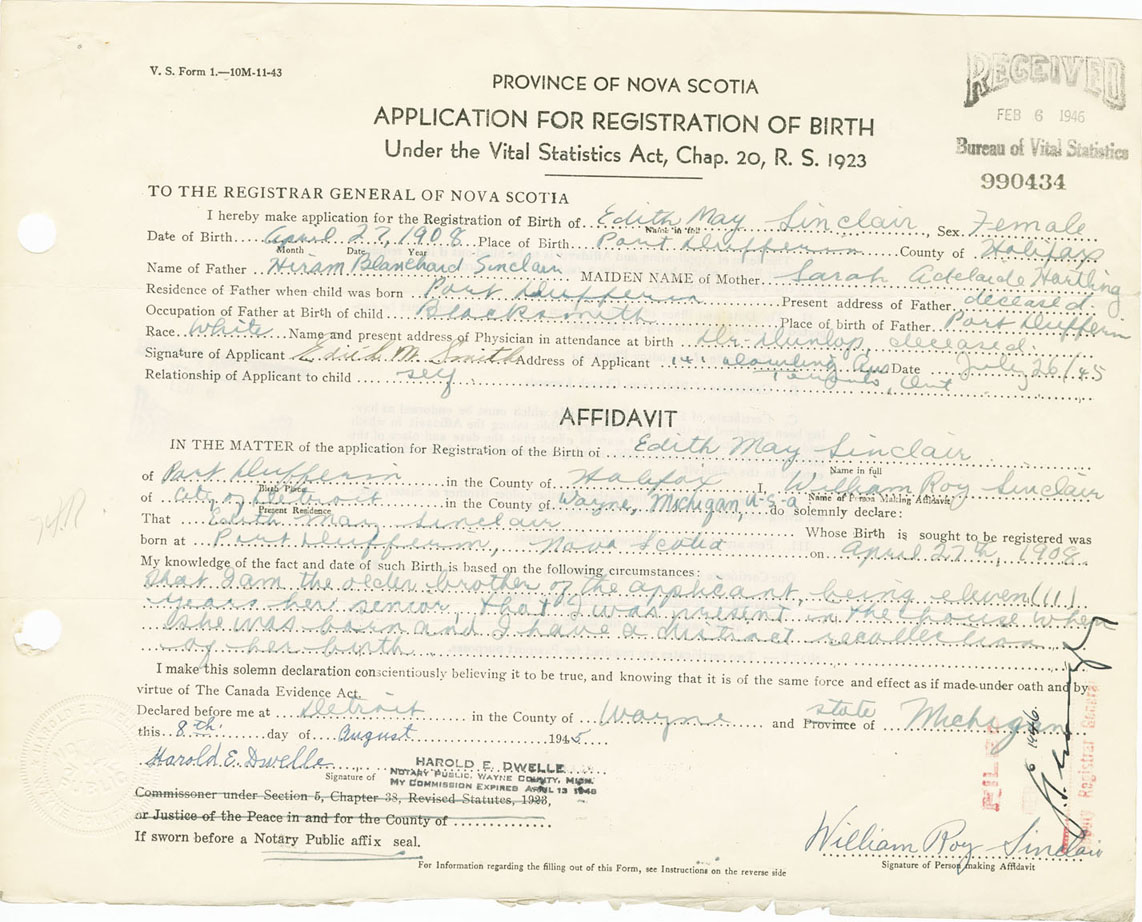 V. S. Form 1.—10M-11-43
RECEIVED
FEB 6 1946
Bureau of Vital Statistics
990434
PROVINCE OF NOVA SCOTIA
APPLICATION FOR REGISTRATION OF BIRTH
Under the Vital Statistics Act, Chap. 20, R. S. 1923
TO THE REGISTRAR GENERAL OF NOVA SCOTIA
I hereby make application for the Registration of Birth of Edith May Sinclair, Sex Female
Name in full
Date of Birth April 27, 1908 Place of Birth Port Dufferin County of Halifax
Month Date Year
Name of Father Hiram Blanchard Sinclair MAIDEN NAME of Mother Sarah Adelaide Hartling
Residence of Father when child was born Port Dufferin Present address of Father deceased.
Occupation of Father at Birth of child Blacksmith Place of birth of Father Port Dufferin
Race White Name and present address of Physician in attendance at birth Dr. Dunlop, deceased.
Signature of Applicant Edith M. Smith Address of Applicant 141 Ave Date July 26/45
Toronto, Ont
Relationship of Applicant to child self
AFFIDAVIT
IN THE MATTER of the application for Registration of the Birth of Edith May Sinclair
Name in full
of Port Dufferin in the County of Halifax I, William Roy Sinclair
Birth Place Name of Person Making Affidavit
of City of Detroit in the County of Wayne, Michigan U-S-a do solemnly declare:
Present Residence
That Edith May Sinclair Whose Birth is sought to be registered was
born at Port Dufferin, Nova Scotia on April 27th, 1908.
My knowledge of the fact and date of such Birth is based on the following circumstances:
that I am the older brother of the applicant, being eleven (11)
years her senior, that I was present in the house when
she was born and I have a distinct recollection
of her birth
I make this solemn declaration conscientiously believing it to be true, and knowing that it is of the same force and effect as if made under oath and by
virtue of The Canada Evidence Act.
Declared before me at Detroit in the County of Wayne and state Province of Michigan
this 8th day of August 1945.
Harold E. Dwelle
Signature of
HAROLD E. DWELLE
NOTARY PUBLIC, WAYNE COUNTY, MICH.
MY COMMISSION EXPIRED APRIL 13 1948
Commissioner under Section 5, Chapter 38, Revised Statutes, 1923,
or Justice of the Peace in and for the County of
If sworn before a Notary Public affix seal.
William Roy Sinclair
Signature of Person making Affidavit
For Information regarding the filling out of this Form, see Instructions on the reverse side
Registrar General